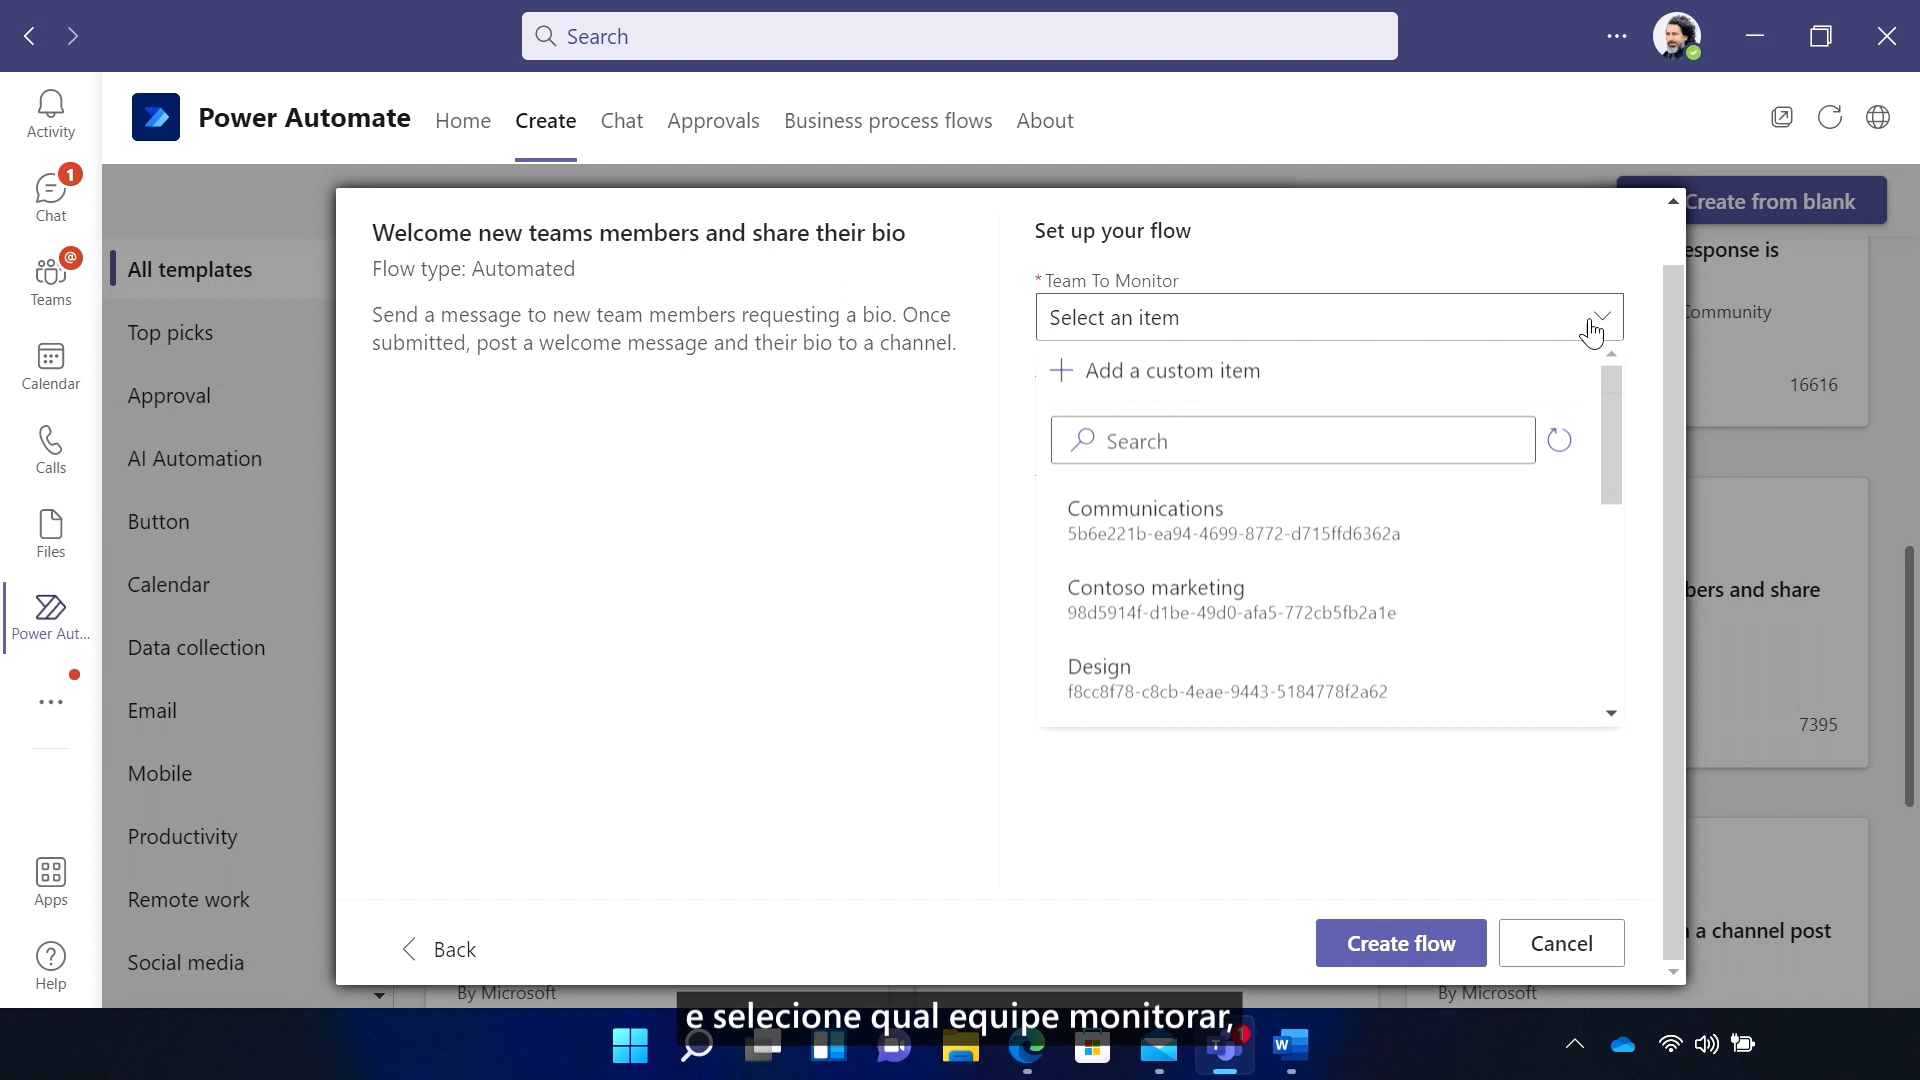 Search
Activity
1
Chat
@
Teams
Calendar
Calls
Files
Power Aut...
Apps
Help
Power Automate
Home
Create
Chat
Approvals
Business process flows
About
All templates
Top picks
Approval
AI Automation
Button
Calendar
Data collection
Email
Mobile
Productivity
Remote work
Social media
Welcome new teams members and share their bio
Flow type: Automated
Send a message to new team members requesting a bio. Once
submitted, post a welcome message and their bio to a channel.
Set up your flow
* Team To Monitor
Select an item
Add a custom item
Search
Communications
5b6e221b-ea94-4699-8772-d715ffd6362a
Contoso marketing
98d5914f-d1be-49d0-afa5-772cb5fb2a1e
Design
f8cc8f78-c8cb-4eae-9443-5184778f2a62
Back
Create flow
Cancel
Create from blank
esponse is
Community
16616
bers and share
7395
a channel post
By Microsoft
By Microsoft
e selecione qual equipe monitorar,
1
T
W